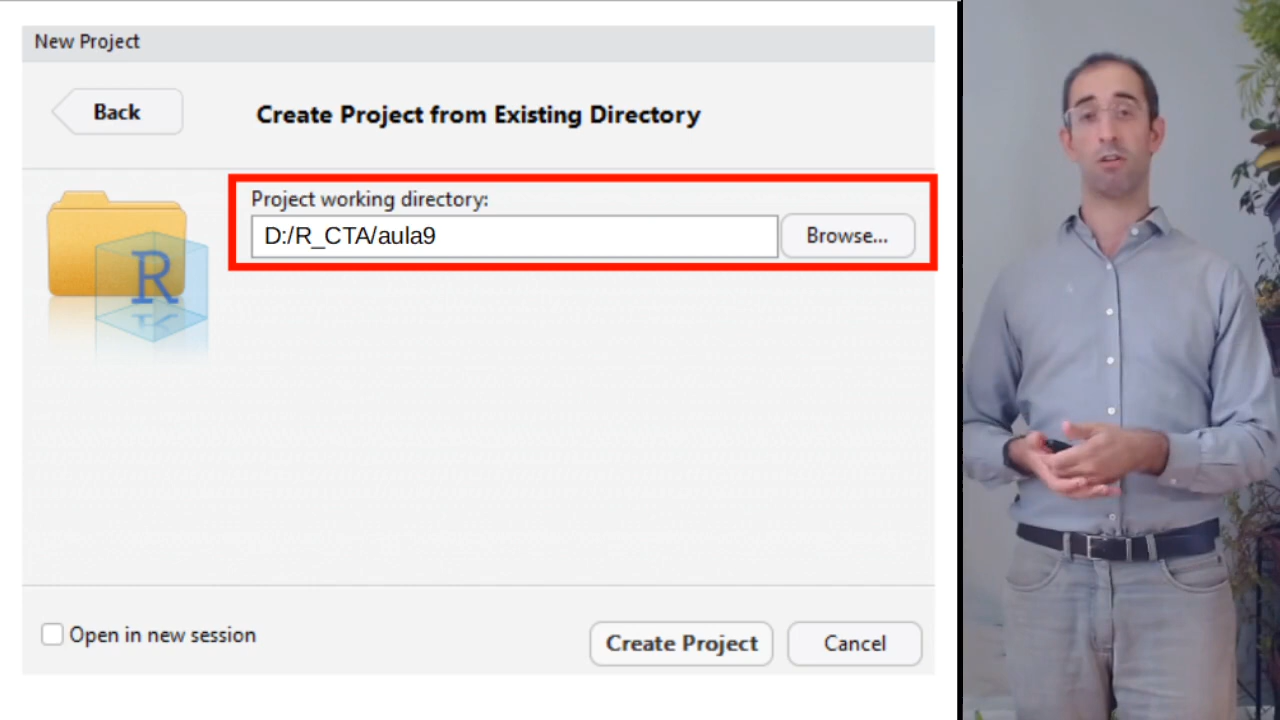 New Project
Back
Create Project from Existing Directory
Project working directory:
D:/R_CTA/aula9
Browse...
R
Open in new session
Create Project
Cancel